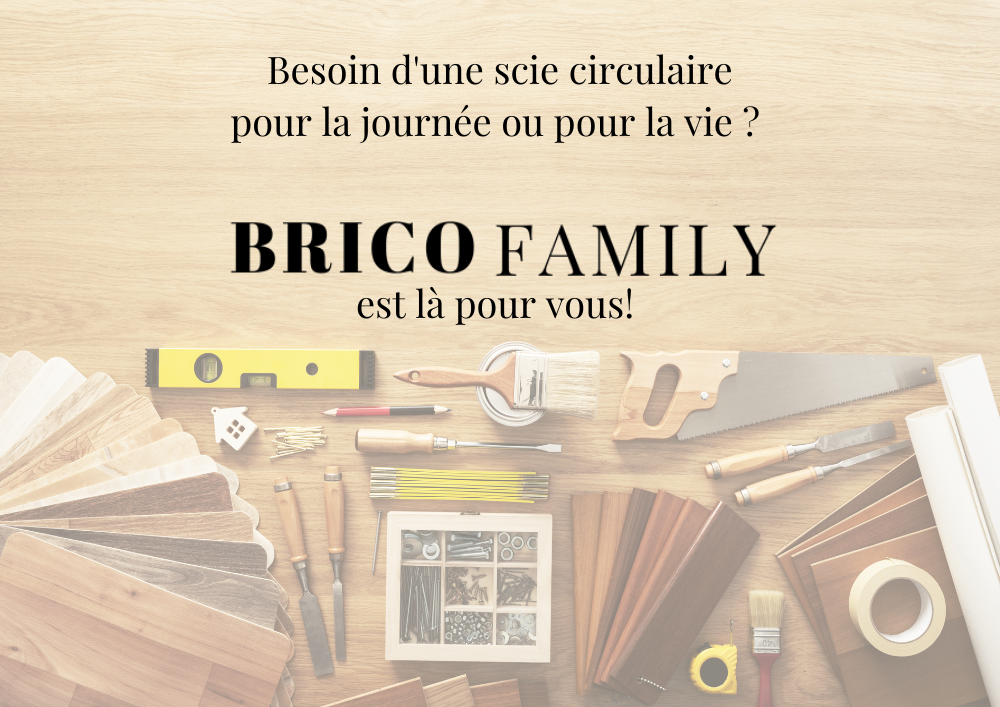 Besoin d'une scie circulaire
pour la journée ou pour la vie ?
BRICO FAMILY
est là pour vous!